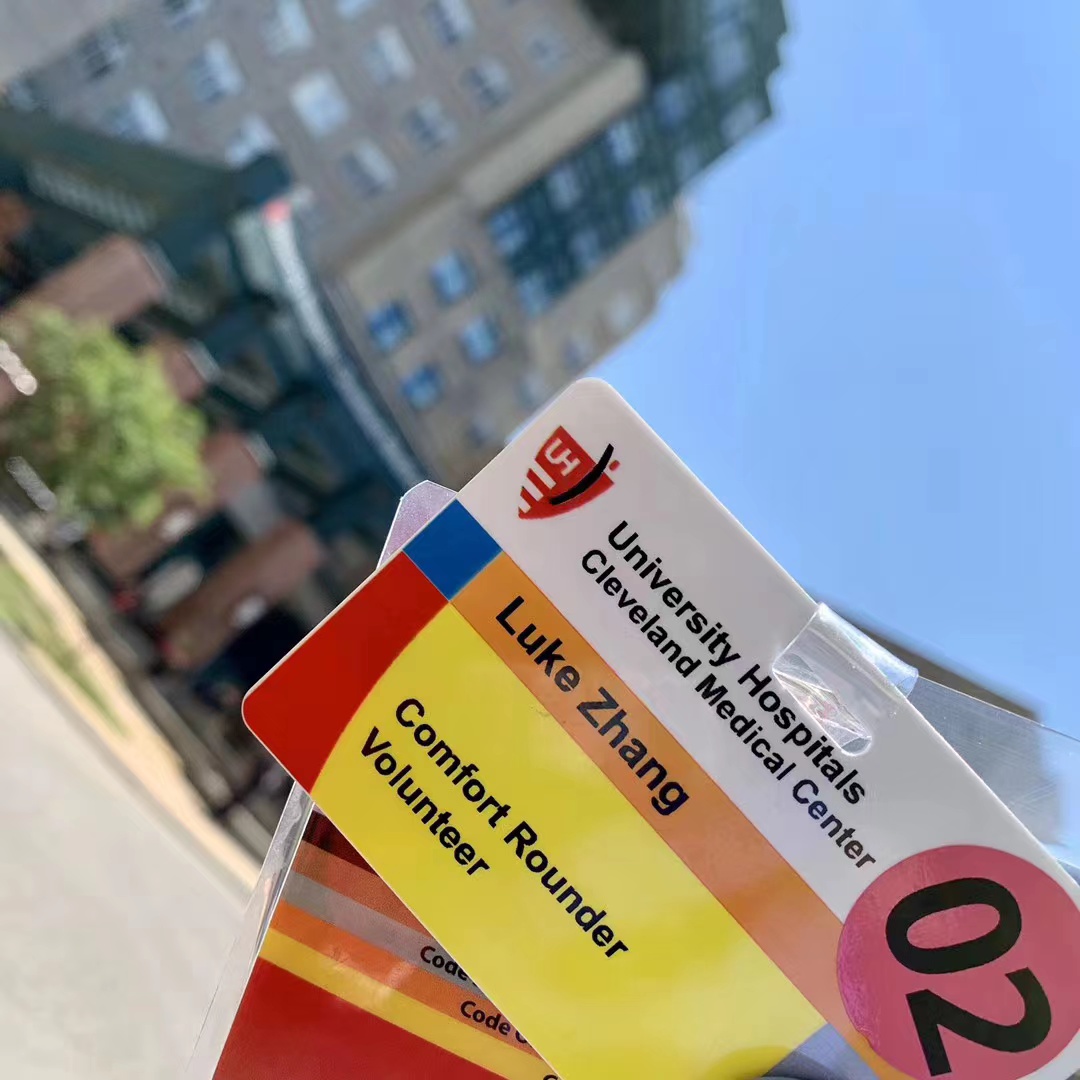 UH
University Hospitals
Cleveland Medical Center
Luke Zhang
Comfort Rounder
Volunteer
02
Code
Code